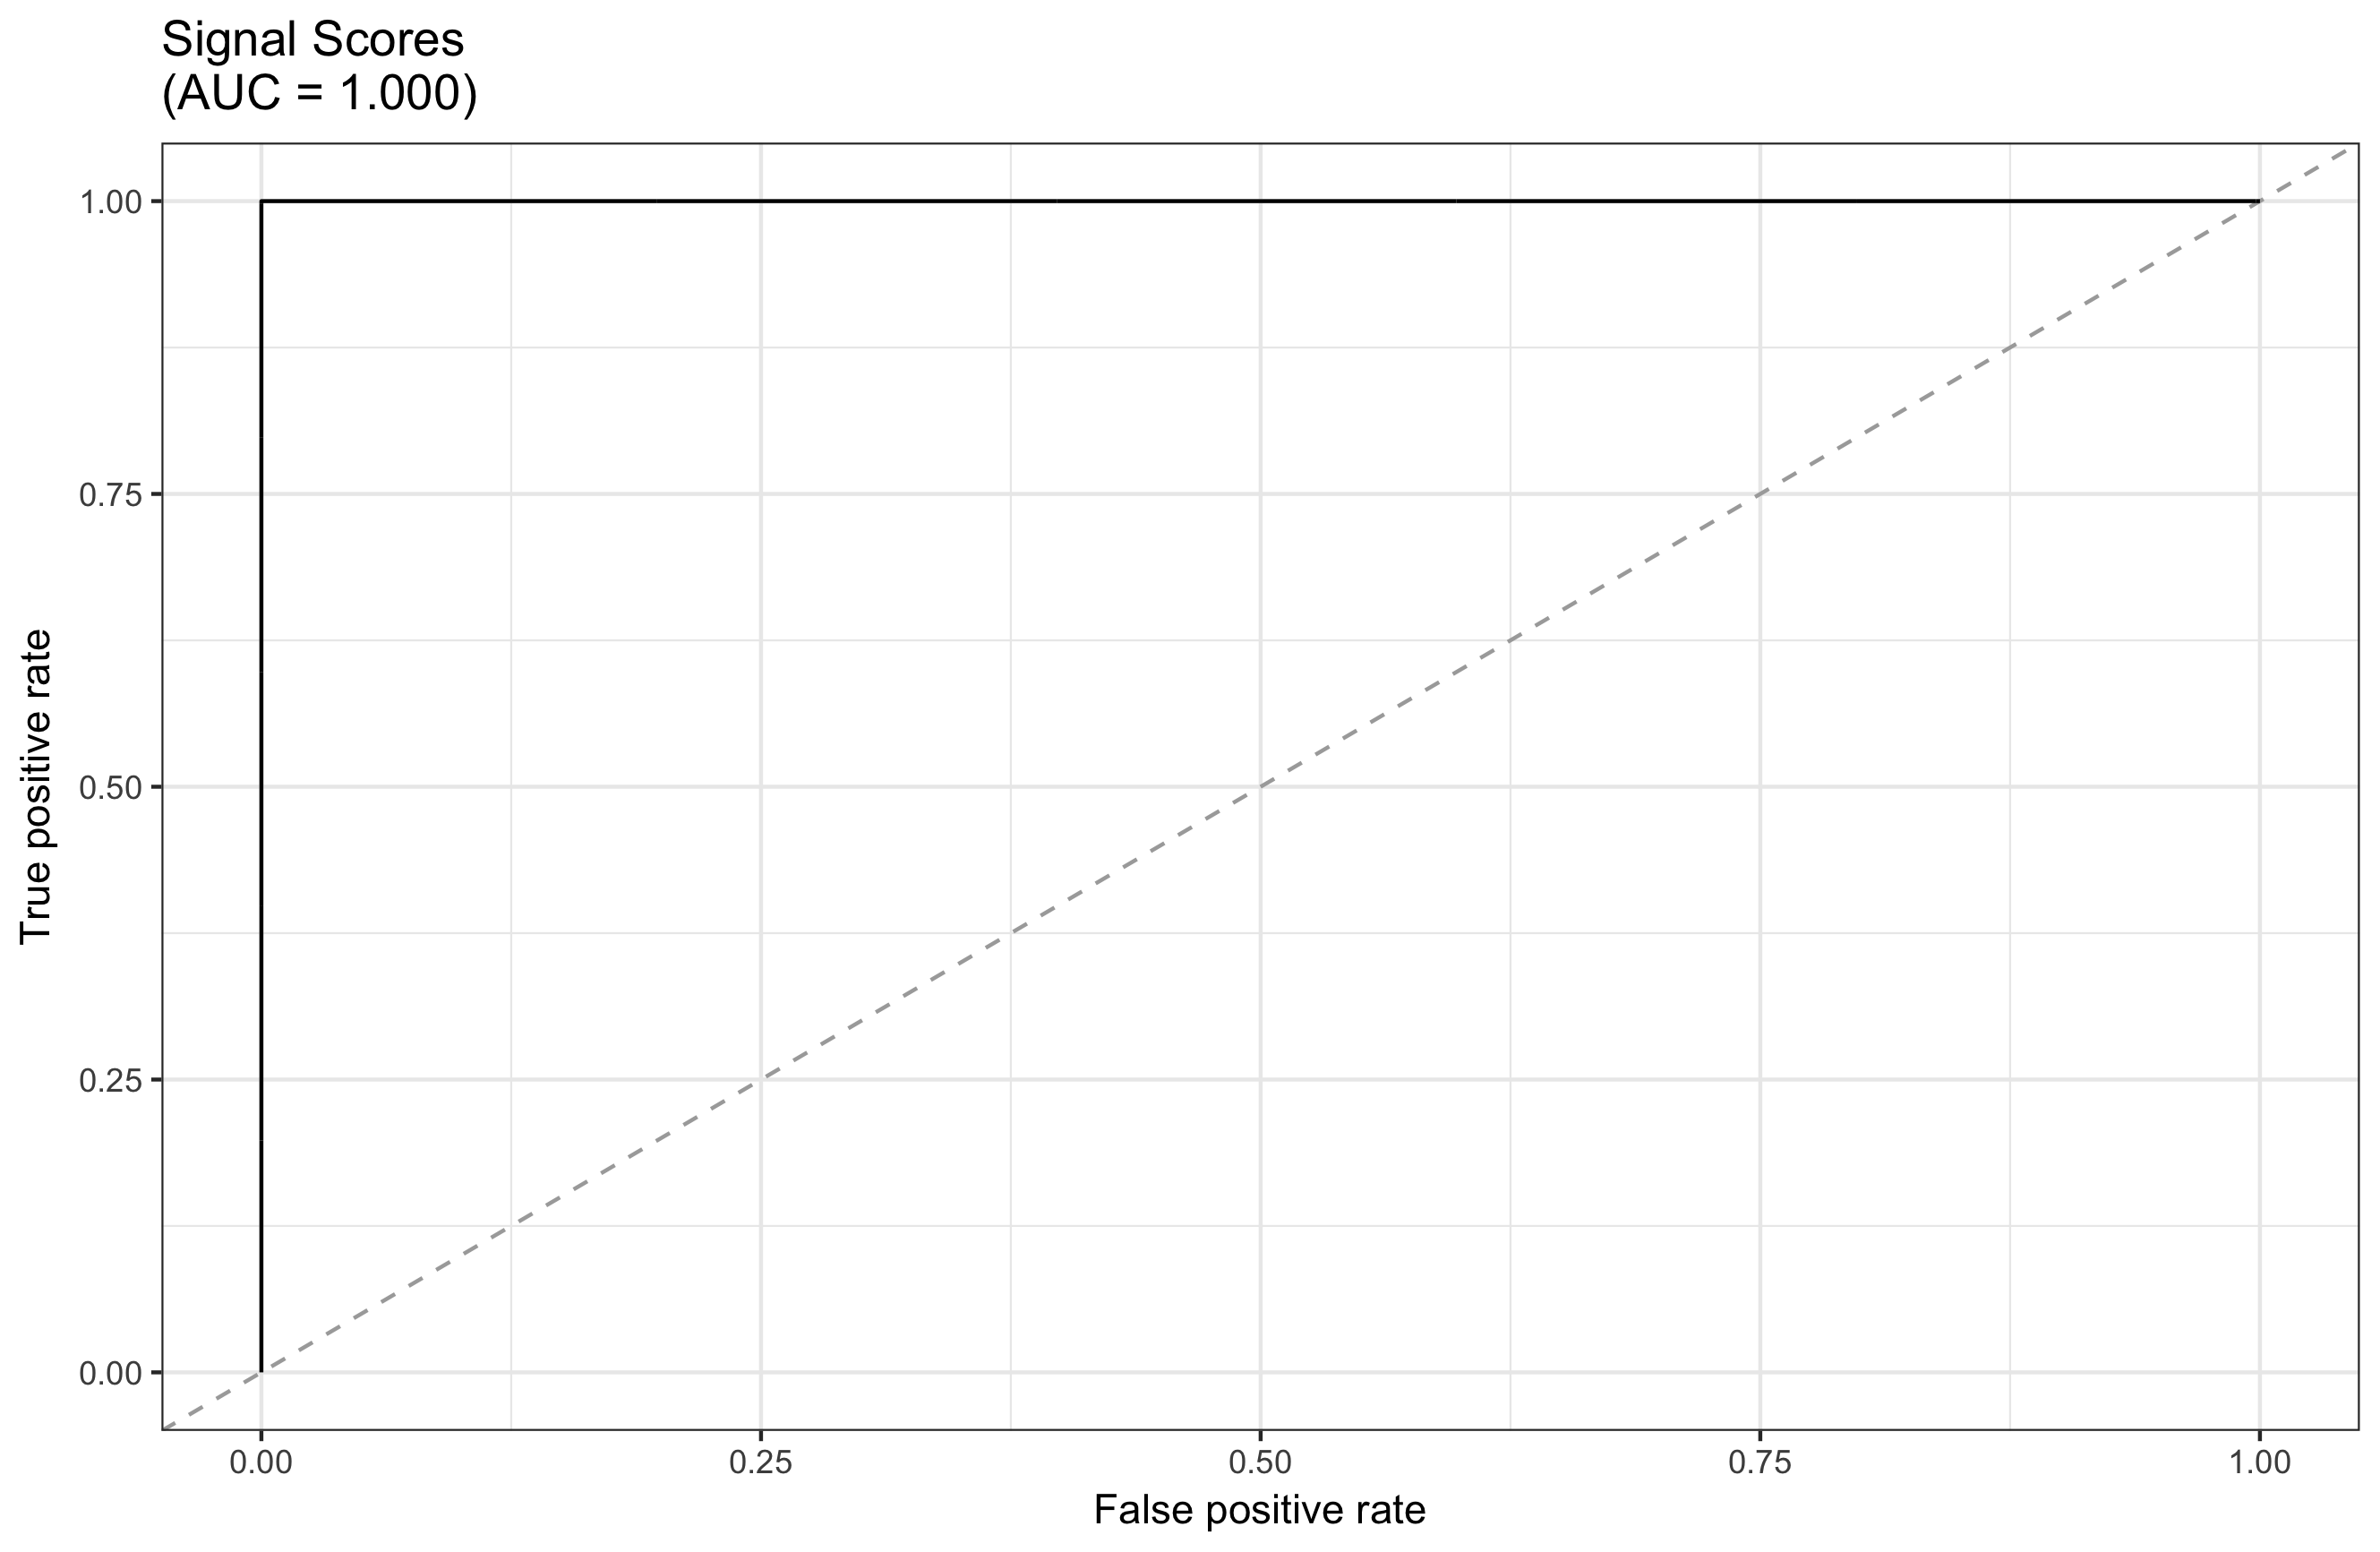 Signal Scores
(AUC = 1.000)
1.00
0.75
0.50
0.25
0.00
True positive rate
0.00
0.25
0.50
0.75
1.00
False positive rate